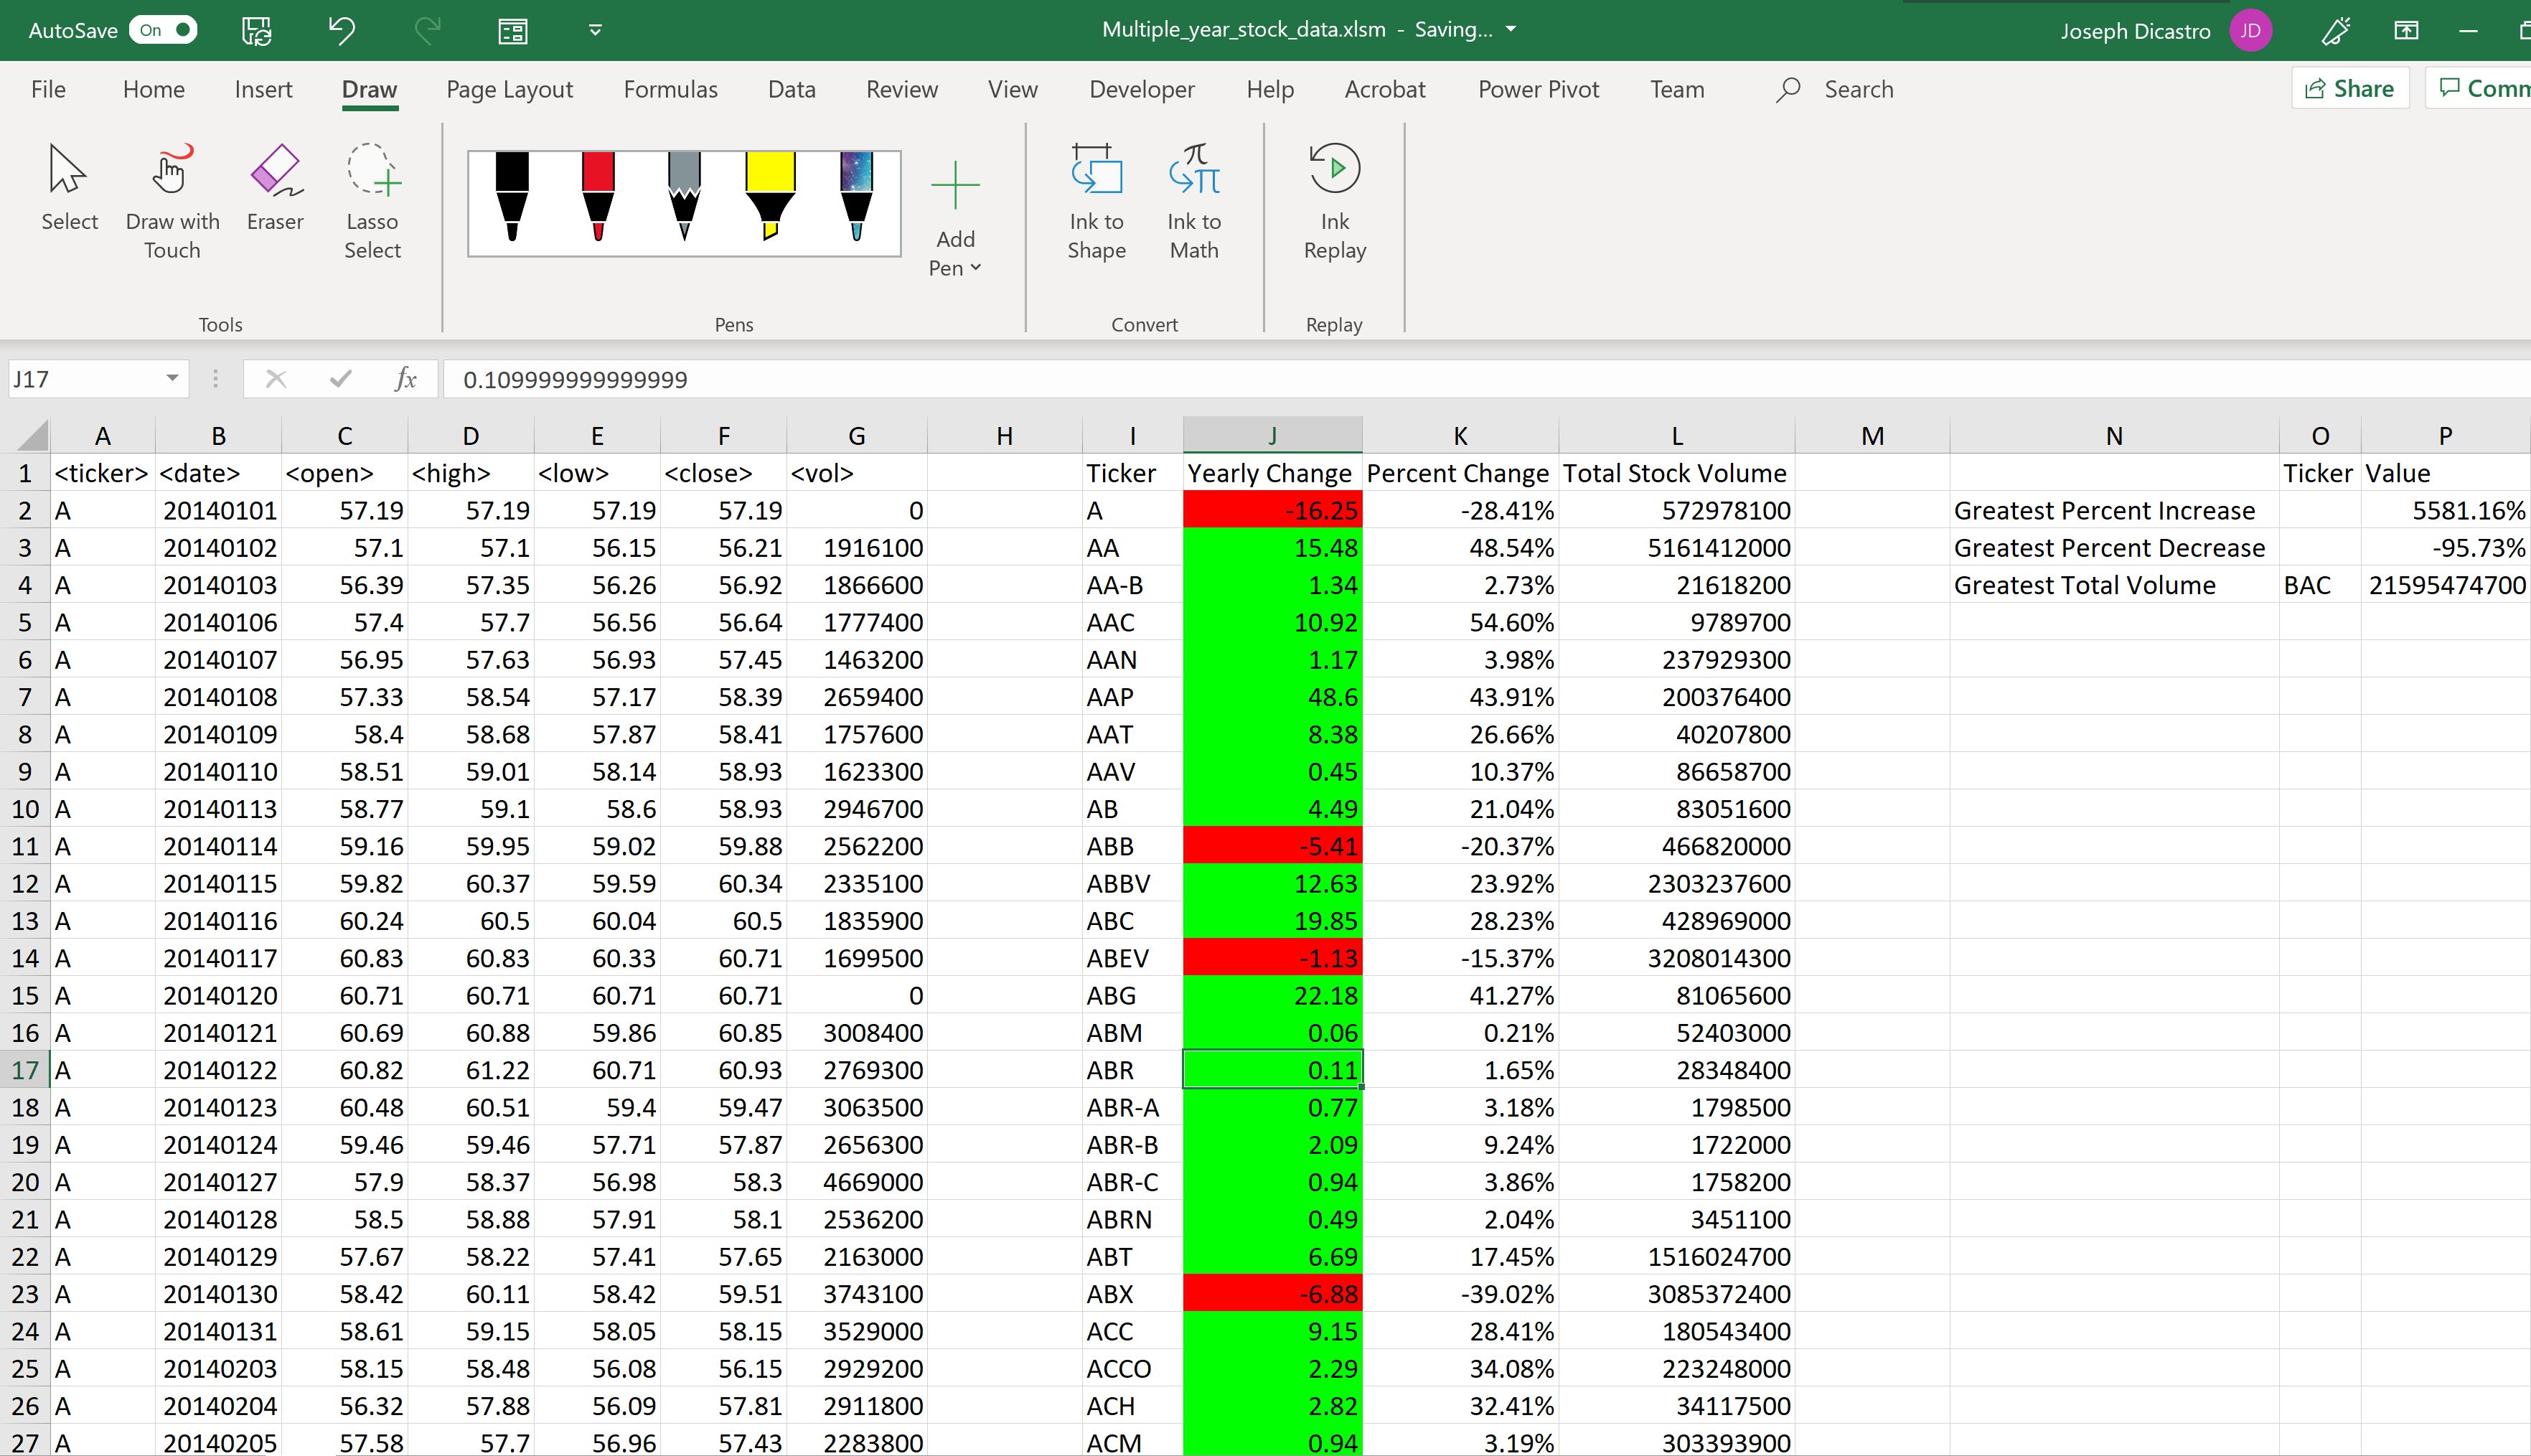 AutoSave On Multiple_year_stock_data.xlsm - Saving... Joseph Dicastro JD
File Home Insert Draw Page Layout Formulas Data Review View Developer Help Acrobat Power Pivot Team Search Share Comm
Select Draw with Touch Eraser Lasso Select Add Pen Ink to Shape Ink to Math Ink Replay
Tools Pens Convert Replay
J17 fx 0.109999999999999
A B C D E F G H I J K L M N O P
1 <ticker> <date> <open> <high> <low> <close> <vol> Ticker Yearly Change Percent Change Total Stock Volume Ticker Value
2 A 20140101 57.19 57.19 57.19 57.19 0 A -16.25 -28.41% 572978100 Greatest Percent Increase 5581.16%
3 A 20140102 57.1 57.1 56.15 56.21 1916100 AA 15.48 48.54% 5161412000 Greatest Percent Decrease -95.73%
4 A 20140103 56.39 57.35 56.26 56.92 1866600 AA-B 1.34 2.73% 21618200 Greatest Total Volume BAC 21595474700
5 A 20140106 57.4 57.7 56.56 56.64 1777400 AAC 10.92 54.60% 9789700
6 A 20140107 56.95 57.63 56.93 57.45 1463200 AAN 1.17 3.98% 237929300
7 A 20140108 57.33 58.54 57.17 58.39 2659400 AAP 48.6 43.91% 200376400
8 A 20140109 58.4 58.68 57.87 58.41 1757600 AAT 8.38 26.66% 40207800
9 A 20140110 58.51 59.01 58.14 58.93 1623300 AAV 0.45 10.37% 86658700
10 A 20140113 58.77 59.1 58.6 58.93 2946700 AB 4.49 21.04% 83051600
11 A 20140114 59.16 59.95 59.02 59.88 2562200 ABB -5.41 -20.37% 466820000
12 A 20140115 59.82 60.37 59.59 60.34 2335100 ABBV 12.63 23.92% 2303237600
13 A 20140116 60.24 60.5 60.04 60.5 1835900 ABC 19.85 28.23% 428969000
14 A 20140117 60.83 60.83 60.33 60.71 1699500 ABEV -1.13 -15.37% 3208014300
15 A 20140120 60.71 60.71 60.71 60.71 0 ABG 22.18 41.27% 81065600
16 A 20140121 60.69 60.88 59.86 60.85 3008400 ABM 0.06 0.21% 52403000
17 A 20140122 60.82 61.22 60.71 60.93 2769300 ABR 0.11 1.65% 28348400
18 A 20140123 60.48 60.51 59.4 59.47 3063500 ABR-A 0.77 3.18% 1798500
19 A 20140124 59.46 59.46 57.71 57.87 2656300 ABR-B 2.09 9.24% 1722000
20 A 20140127 57.9 58.37 56.98 58.3 4669000 ABR-C 0.94 3.86% 1758200
21 A 20140128 58.5 58.88 57.91 58.1 2536200 ABRN 0.49 2.04% 3451100
22 A 20140129 57.67 58.22 57.41 57.65 2163000 ABT 6.69 17.45% 1516024700
23 A 20140130 58.42 60.11 58.42 59.51 3743100 ABX -6.88 -39.02% 3085372400
24 A 20140131 58.61 59.15 58.05 58.15 3529000 ACC 9.15 28.41% 180543400
25 A 20140203 58.15 58.48 56.08 56.15 2929200 ACCO 2.29 34.08% 223248000
26 A 20140204 56.32 57.88 56.09 57.81 2911800 ACH 2.82 32.41% 34117500
27 A 20140205 57.58 57.7 56.96 57.43 2283800 ACM 0.94 3.19% 303393900